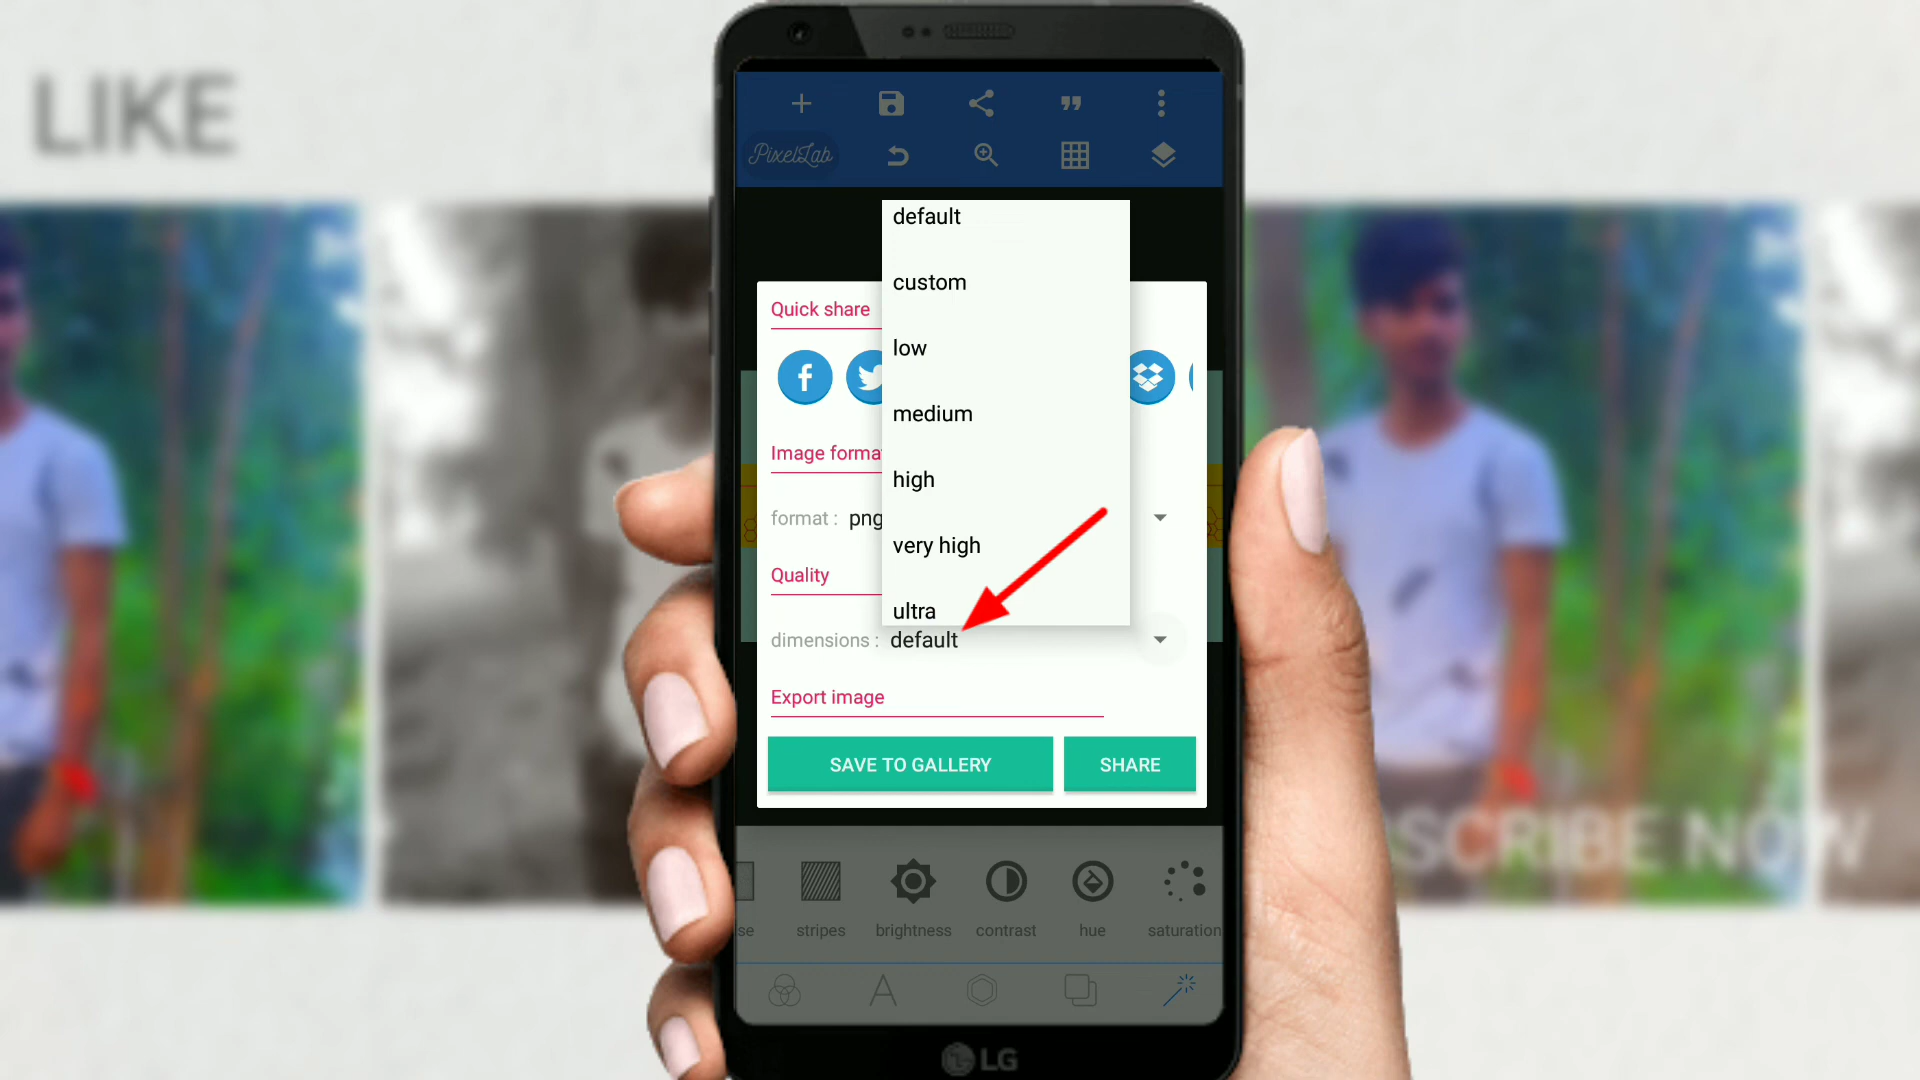 LIKE
PixelLab
default
custom
low
medium
high
very high
ultra
Quick share
Image forma
format : png
Quality
dimensions : default
Export image
SAVE TO GALLERY
SHARE
se
stripes
brightness
contrast
hue
saturation
SCRIBE NOW
LG